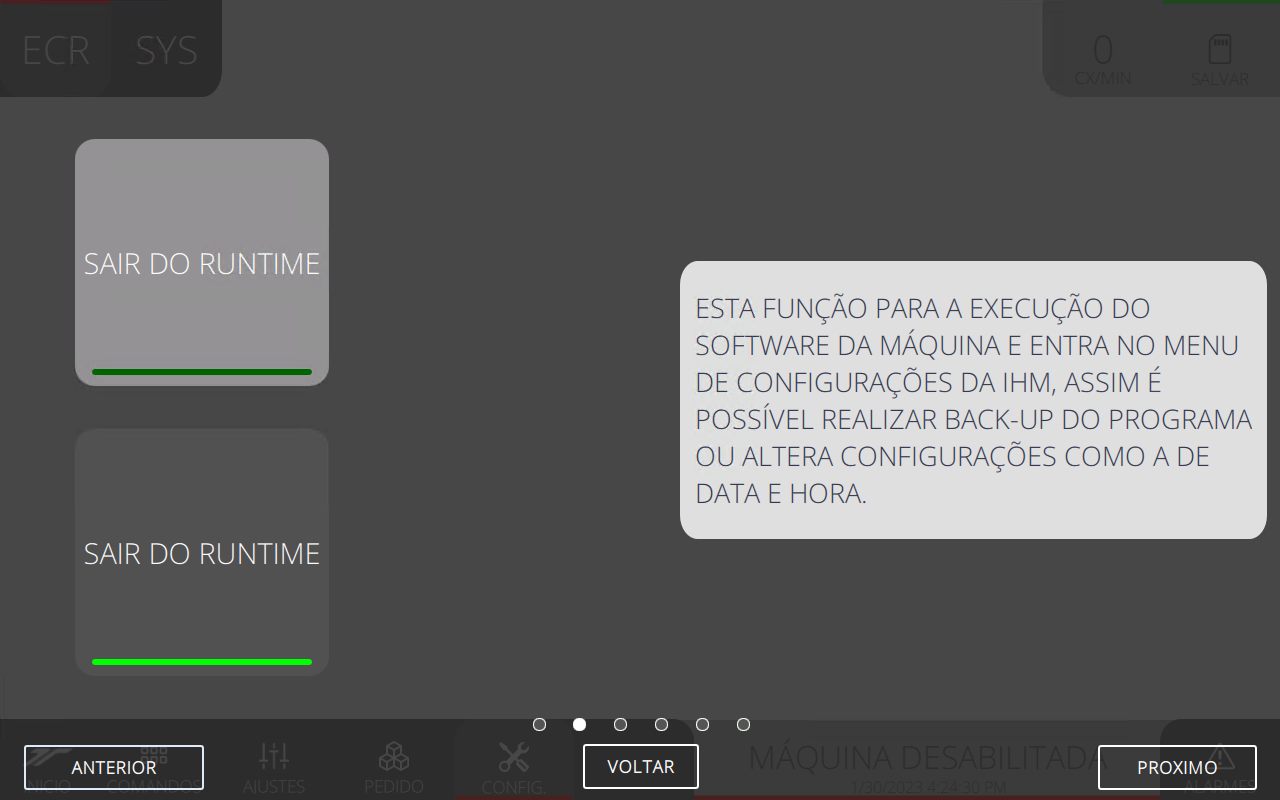 ECR SYS
0
CX/MIN
SALVAR
SAIR DO RUNTIME
ESTA FUNÇÃO PARA A EXECUÇÃO DO
SOFTWARE DA MÁQUINA E ENTRA NO MENU
DE CONFIGURAÇÕES DA IHM, ASSIM É
POSSÍVEL REALIZAR BACK-UP DO PROGRAMA
OU ALTERA CONFIGURAÇÕES COMO A DE
DATA E HORA.
SAIR DO RUNTIME
ANTERIOR
INICIO
COMANDOS
AJUSTES
PEDIDO
CONFIG.
VOLTAR
MÁQUINA DESABILITADA
1/30/2023 4:24:30 PM
PROXIMO
ALARMES